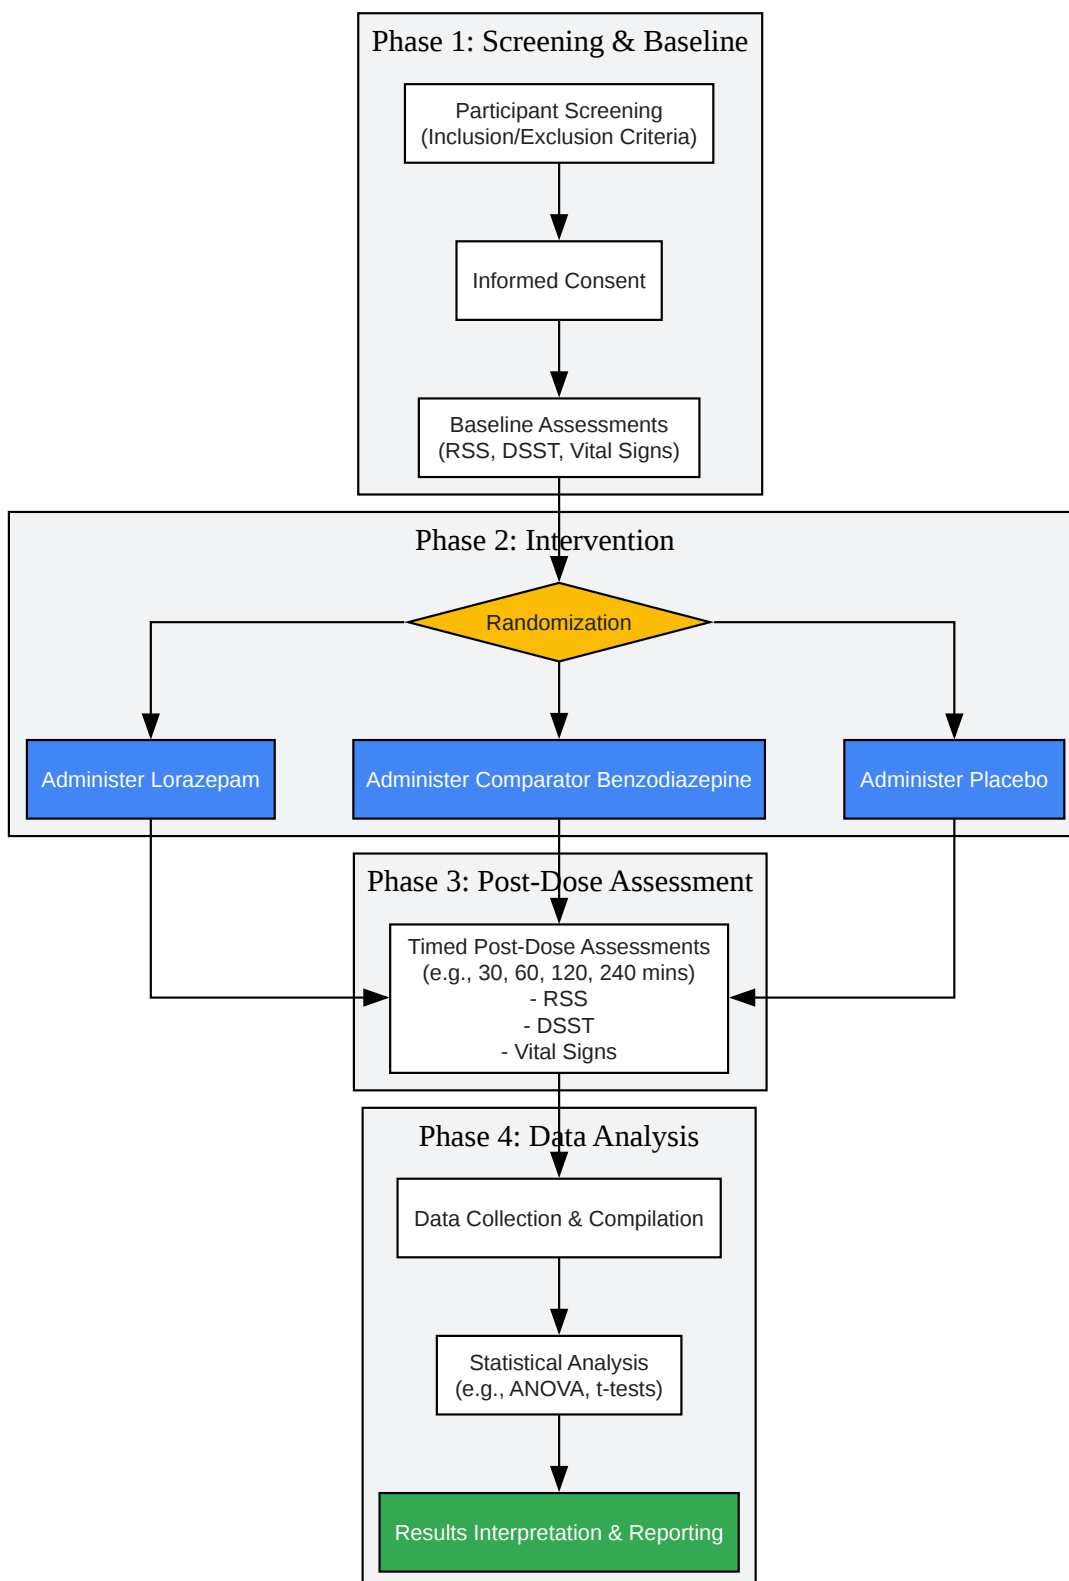 Phase 1: Screening & Baseline
Participant Screening
(Inclusion/Exclusion Criteria)
Informed Consent
Baseline Assessments
(RSS, DSST, Vital Signs)
Phase 2: Intervention
Randomization
Administer Lorazepam
Administer Comparator Benzodiazepine
Administer Placebo
Phase 3: Post-Dose Assessment
Timed Post-Dose Assessments
(e.g., 30, 60, 120, 240 mins)
- RSS
- DSST
- Vital Signs
Phase 4: Data Analysis
Data Collection & Compilation
Statistical Analysis
(e.g., ANOVA, t-tests)
Results Interpretation & Reporting